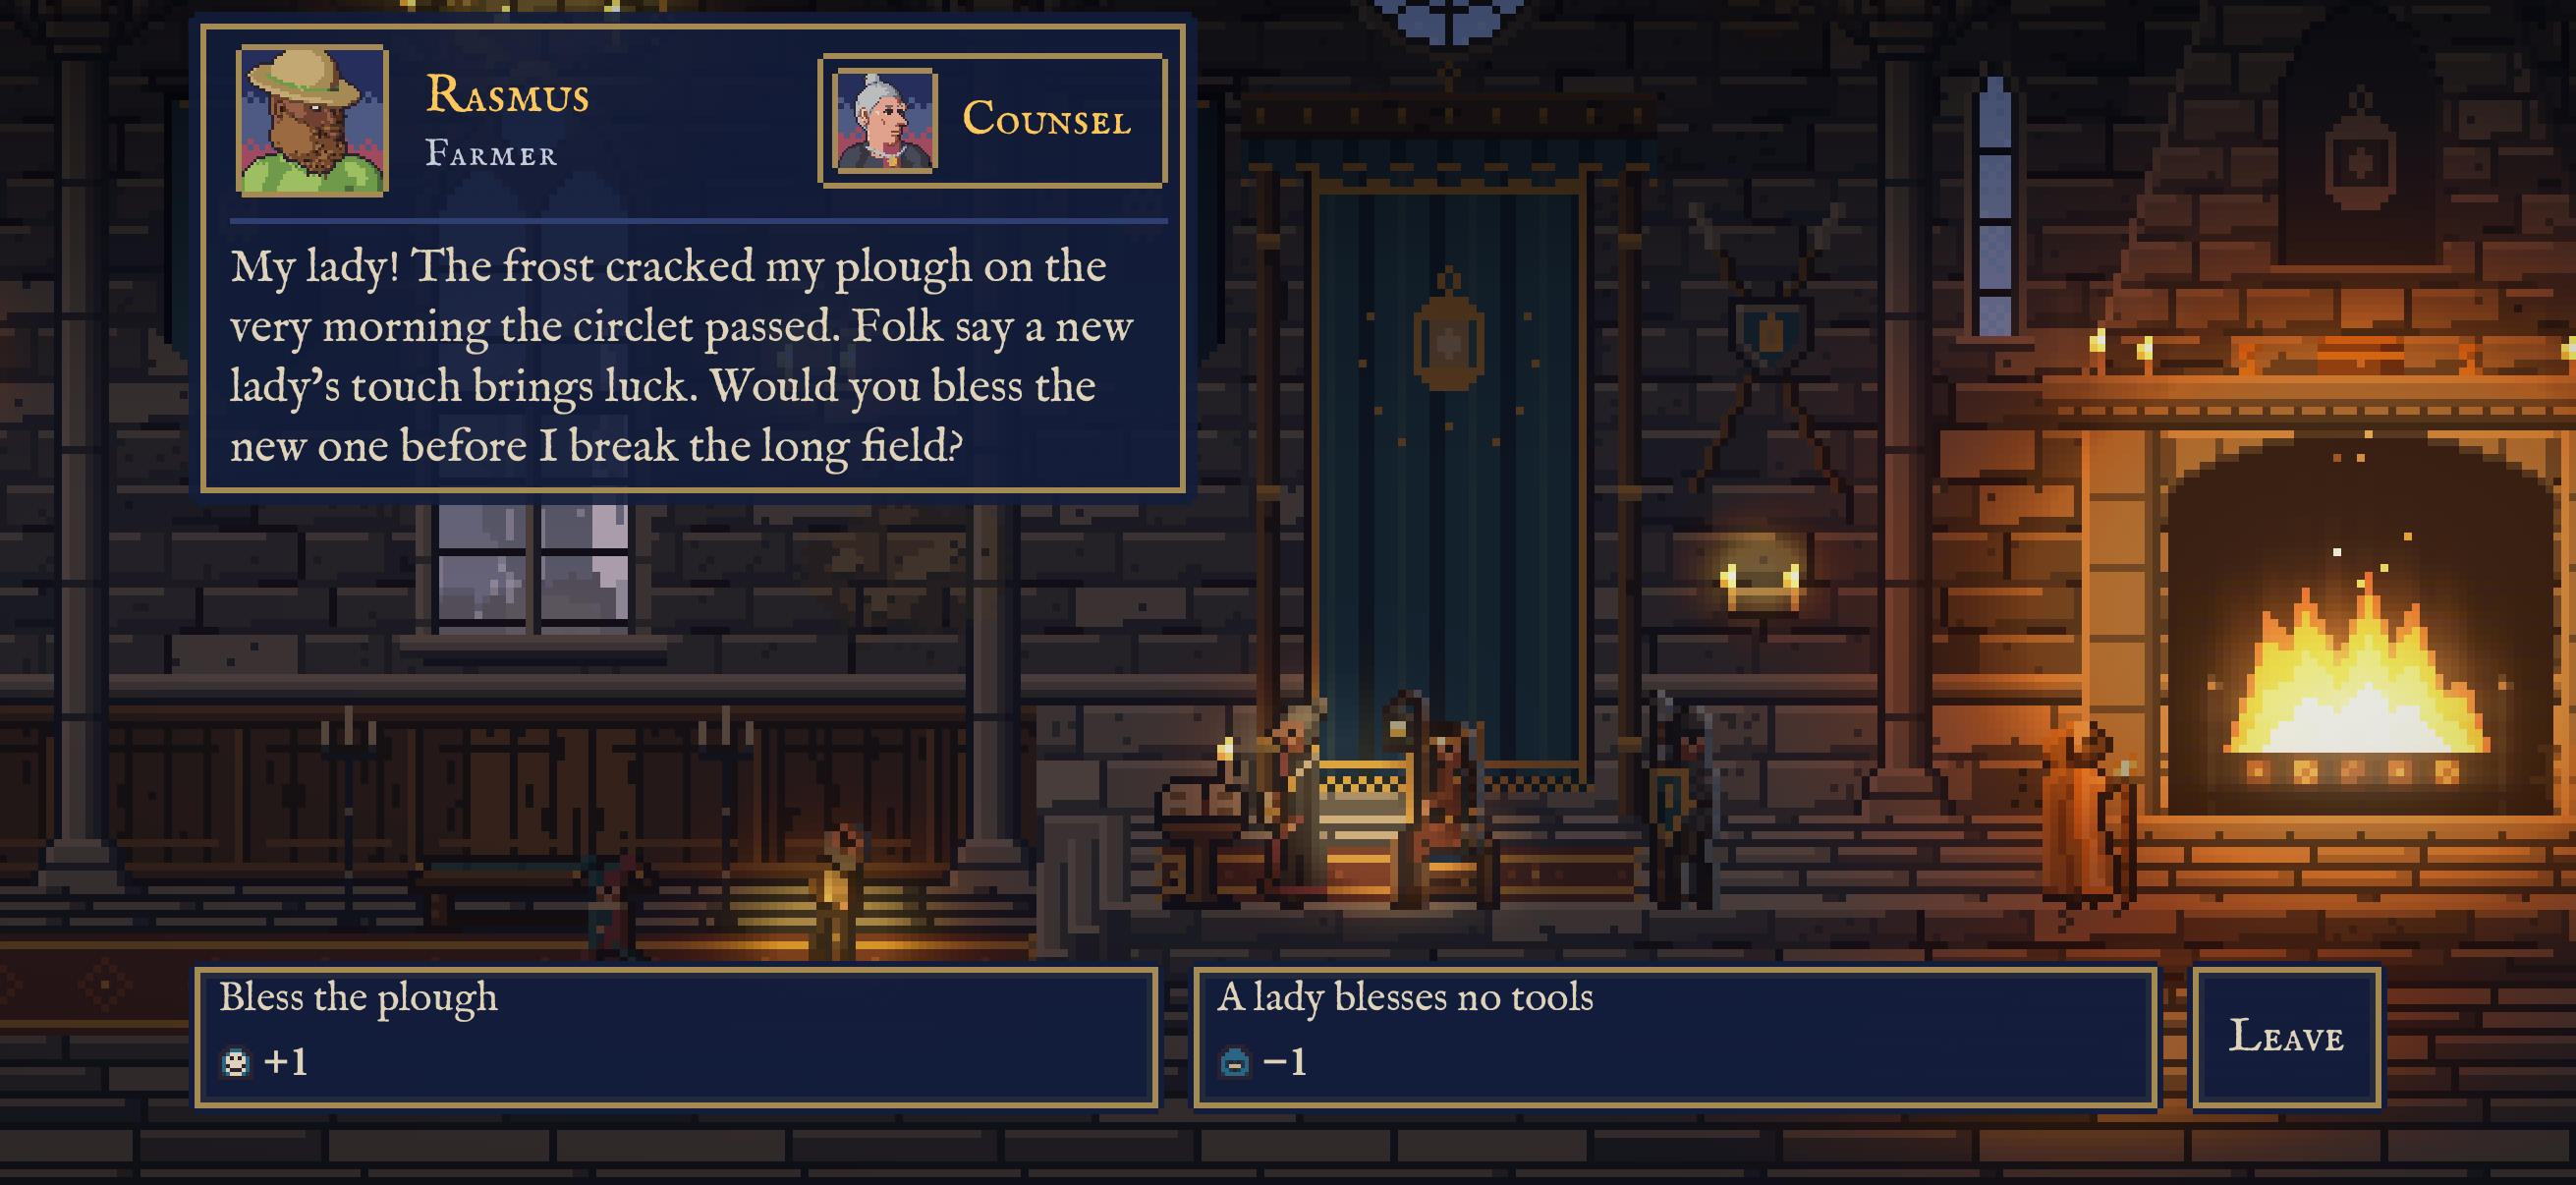 Rasmus
Farmer
Counsel
My lady! The frost cracked my plough on the
very morning the circlet passed. Folk say a new
lady’s touch brings luck. Would you bless the
new one before I break the long field?
Bless the plough
+1
A lady blesses no tools
−1
Leave